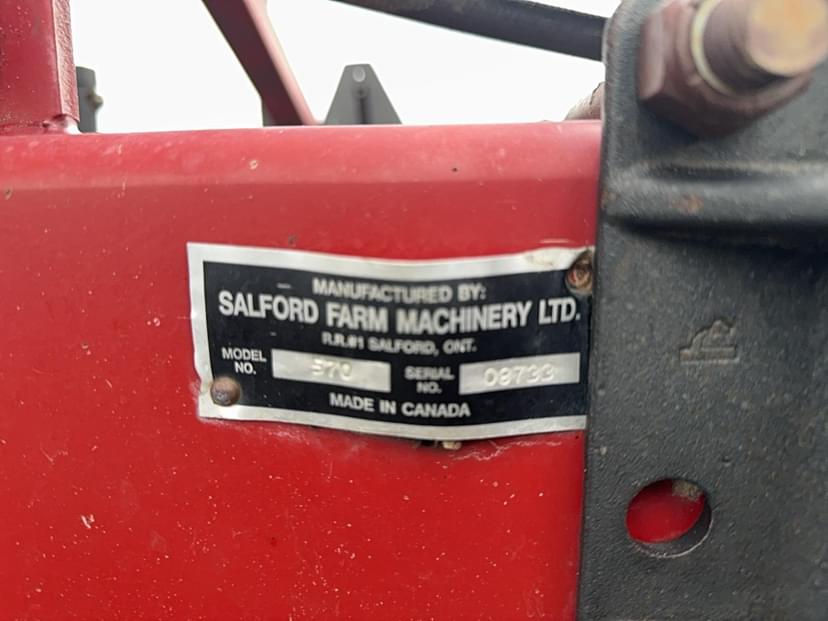 MANUFACTURED BY:
SALFORD FARM MACHINERY LTD.
R.R.#1 SALFORD, ONT.
MODEL NO. 570 SERIAL NO. 08733
MADE IN CANADA